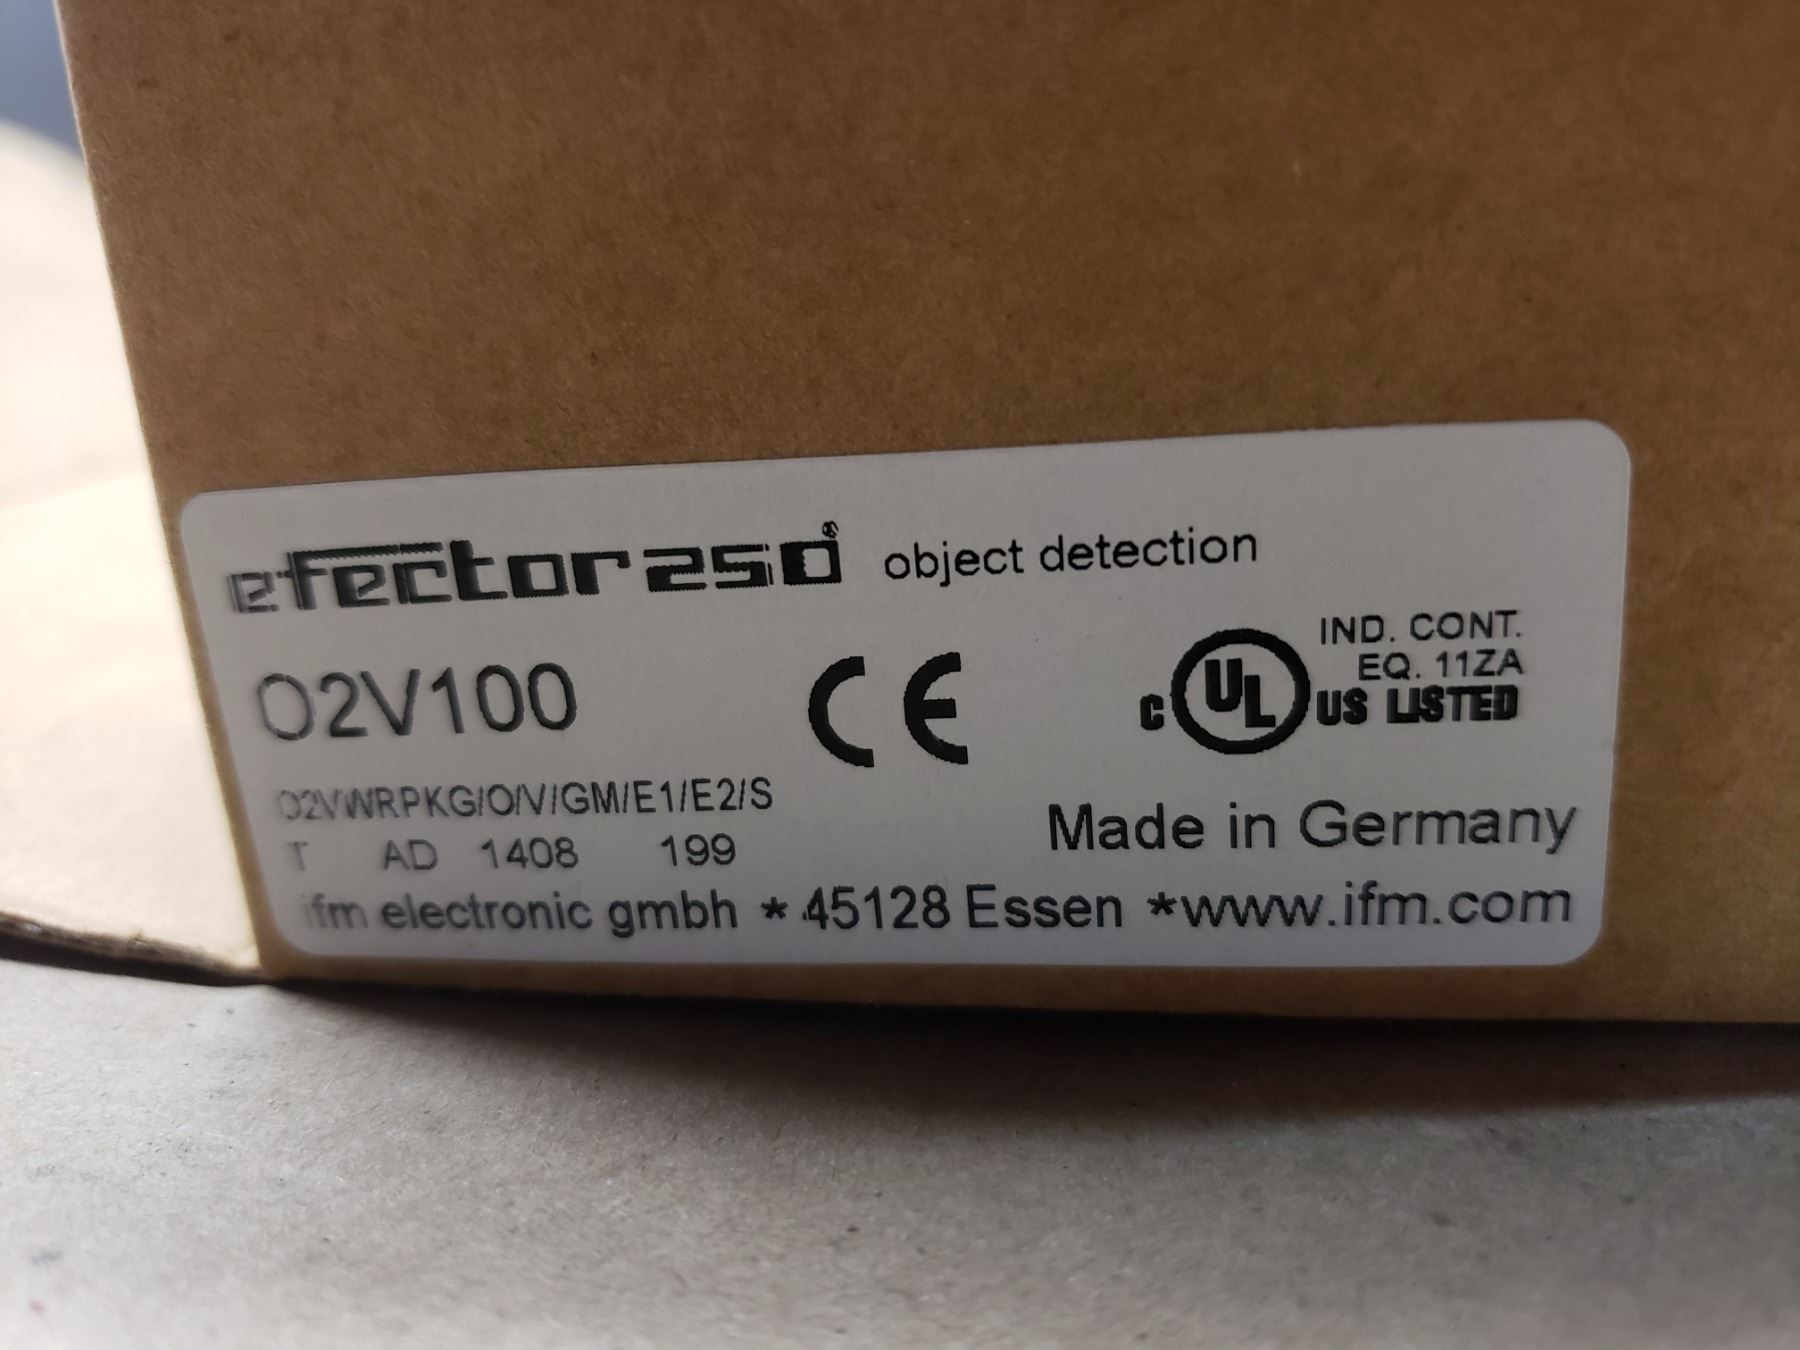 efector250® object detection
O2V100
CE
c UL US LISTED
IND. CONT.
EQ. 11ZA
O2VWRPKG/O/V/GM/E1/E2/S
T AD 1408 199
Made in Germany
ifm electronic gmbh * 45128 Essen *www.ifm.com